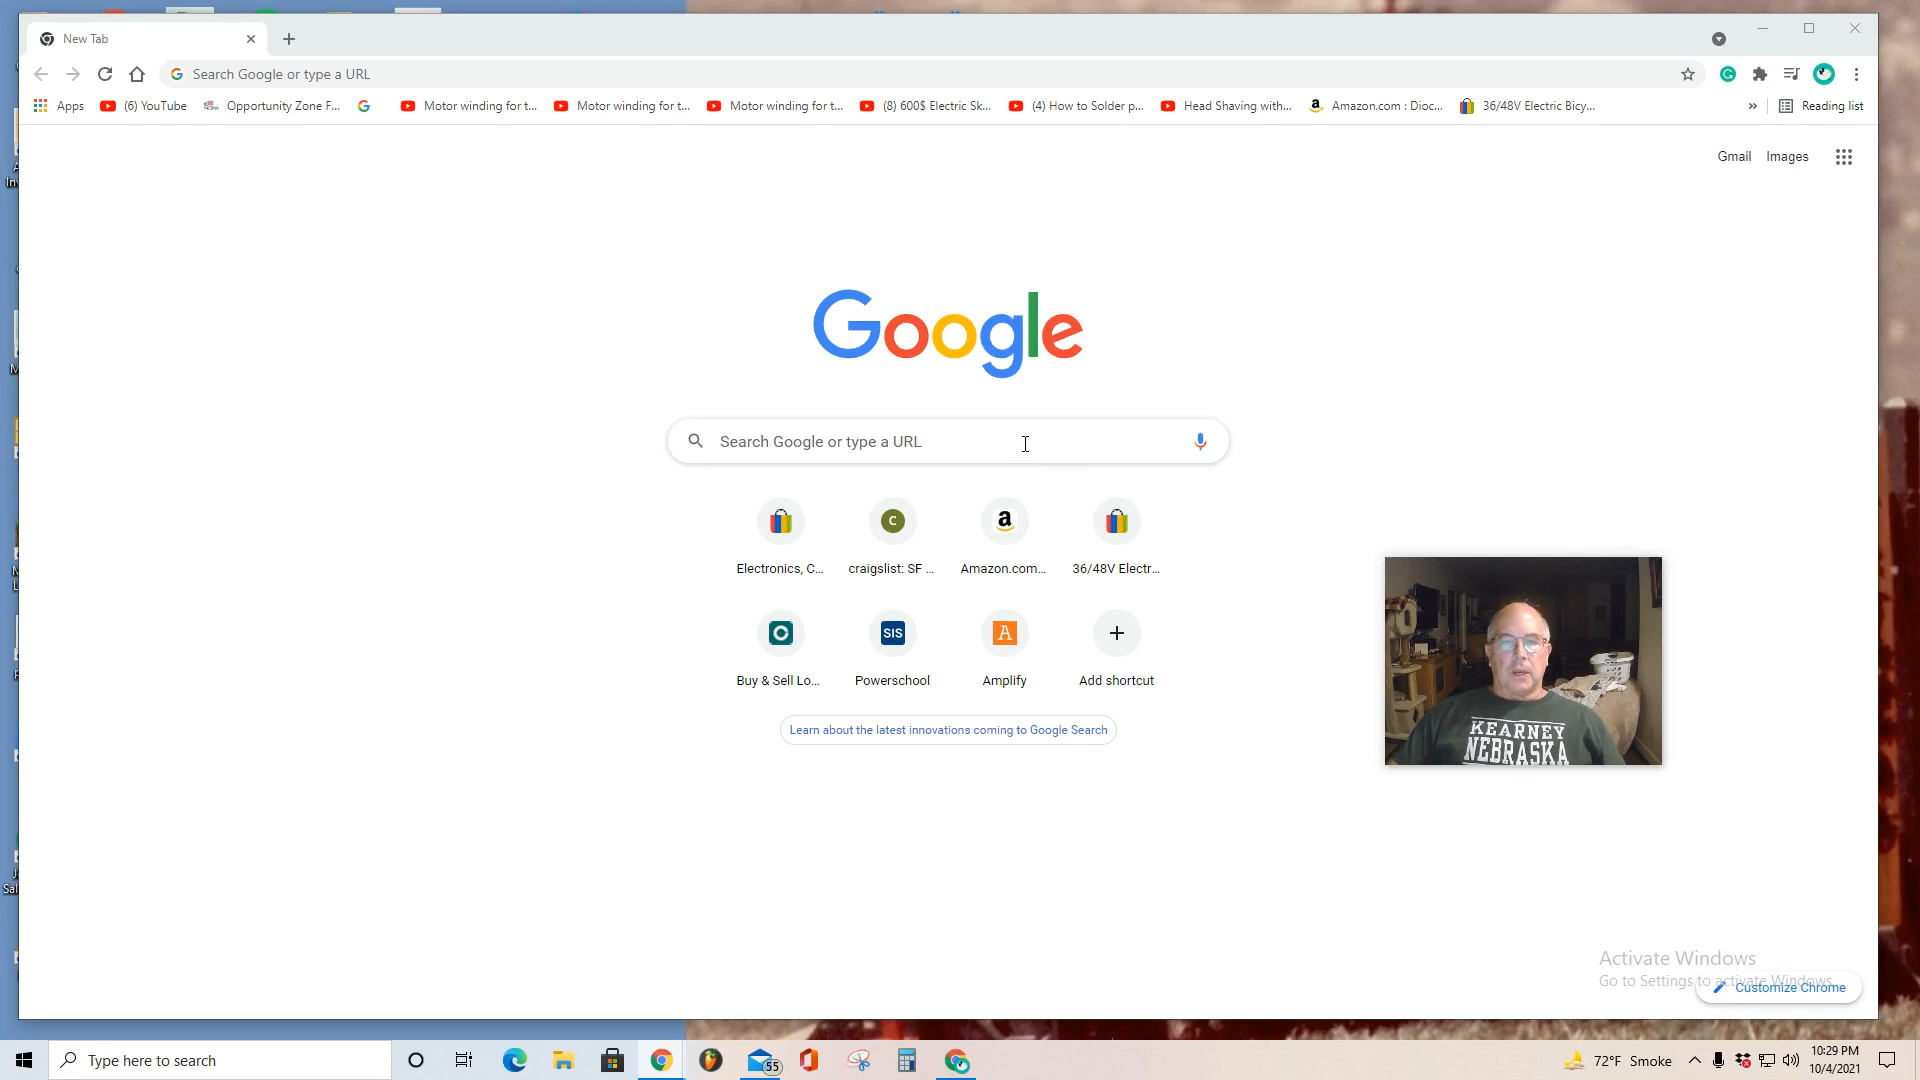 New Tab
Search Google or type a URL
Apps
(6) YouTube
Opportunity Zone F...
Motor winding for t...
Motor winding for t...
Motor winding for t...
(8) 600$ Electric Sk...
(4) How to Solder p...
Head Shaving with...
Amazon.com : Dioc...
36/48V Electric Bicy...
»
Reading list
Gmail
Images
Google
Search Google or type a URL
Electronics, C...
C
craigslist: SF ...
a
Amazon.com...
36/48V Electr...
Buy & Sell Lo...
SIS
Powerschool
A
Amplify
Add shortcut
Learn about the latest innovations coming to Google Search
KEARNEY
NEBRASKA
Activate Windows
Go to Settings to activate Windows.
Customize Chrome
Type here to search
55
72°F Smoke
10:29 PM
10/4/2021